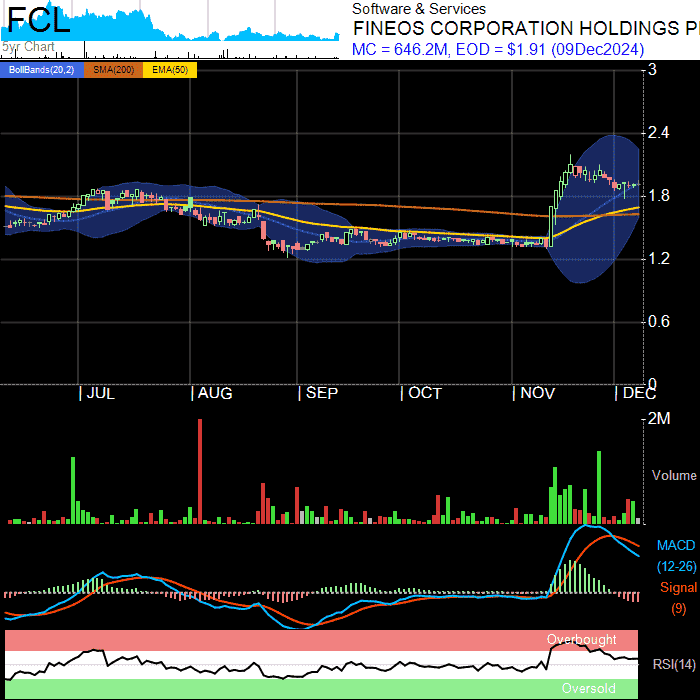 FCL
5yr Chart
Software & Services
FINEOS CORPORATION HOLDINGS
MC = 646.2M, EOD = $1.91 (09Dec2024)
BollBands(20,2) SMA(200) EMA(50)
3
2.4
1.8
1.2
0.6
0
JUL AUG SEP OCT NOV DEC
2M
Volume
MACD
(12-26)
Signal
(9)
Overbought
RSI(14)
Oversold